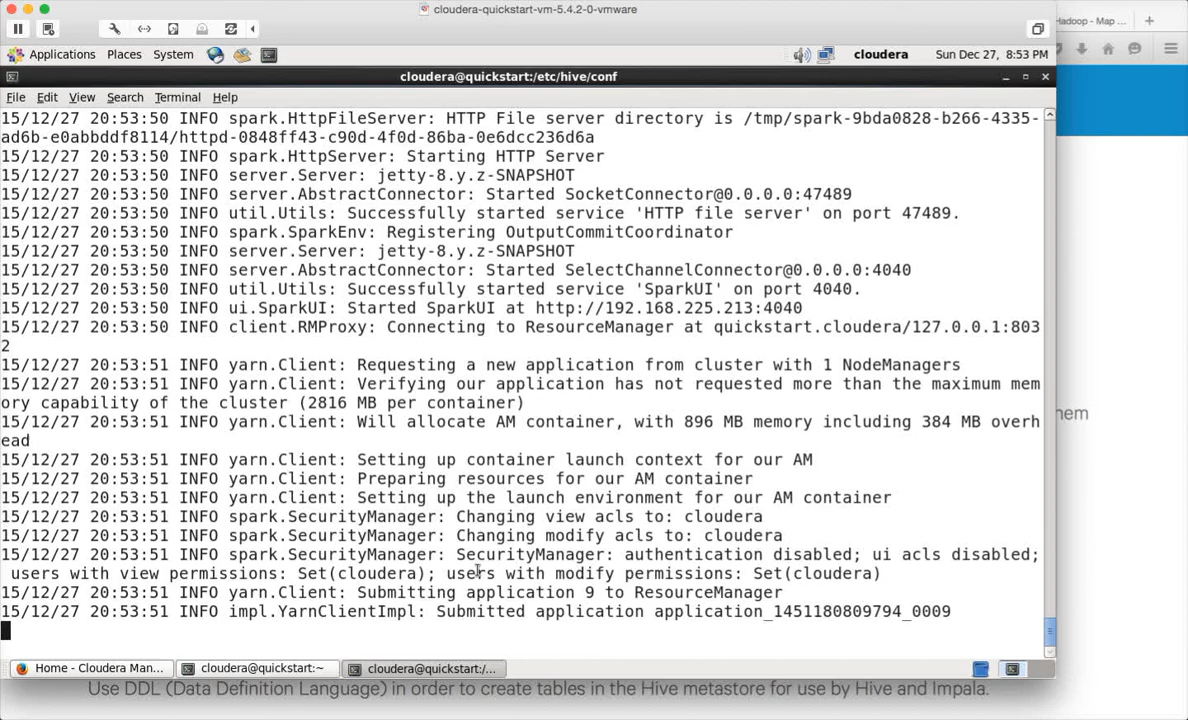 cloudera-quickstart-vm-5.4.2-0-vmware
Hadoop - Map ...
Applications Places System cloudera Sun Dec 27, 8:53 PM
cloudera@quickstart:/etc/hive/conf
File Edit View Search Terminal Help
15/12/27 20:53:50 INFO spark.HttpFileServer: HTTP File server directory is /tmp/spark-9bda0828-b266-4335-
ad6b-e0abbddf8114/httpd-0848ff43-c90d-4f0d-86ba-0e6dcc236d6a
15/12/27 20:53:50 INFO spark.HttpServer: Starting HTTP Server
15/12/27 20:53:50 INFO server.Server: jetty-8.y.z-SNAPSHOT
15/12/27 20:53:50 INFO server.AbstractConnector: Started SocketConnector@0.0.0.0:47489
15/12/27 20:53:50 INFO util.Utils: Successfully started service 'HTTP file server' on port 47489.
15/12/27 20:53:50 INFO spark.SparkEnv: Registering OutputCommitCoordinator
15/12/27 20:53:50 INFO server.Server: jetty-8.y.z-SNAPSHOT
15/12/27 20:53:50 INFO server.AbstractConnector: Started SelectChannelConnector@0.0.0.0:4040
15/12/27 20:53:50 INFO util.Utils: Successfully started service 'SparkUI' on port 4040.
15/12/27 20:53:50 INFO ui.SparkUI: Started SparkUI at http://192.168.225.213:4040
15/12/27 20:53:50 INFO client.RMProxy: Connecting to ResourceManager at quickstart.cloudera/127.0.0.1:803
2
15/12/27 20:53:51 INFO yarn.Client: Requesting a new application from cluster with 1 NodeManagers
15/12/27 20:53:51 INFO yarn.Client: Verifying our application has not requested more than the maximum mem
ory capability of the cluster (2816 MB per container)
15/12/27 20:53:51 INFO yarn.Client: Will allocate AM container, with 896 MB memory including 384 MB overh
ead
15/12/27 20:53:51 INFO yarn.Client: Setting up container launch context for our AM
15/12/27 20:53:51 INFO yarn.Client: Preparing resources for our AM container
15/12/27 20:53:51 INFO yarn.Client: Setting up the launch environment for our AM container
15/12/27 20:53:51 INFO spark.SecurityManager: Changing view acls to: cloudera
15/12/27 20:53:51 INFO spark.SecurityManager: Changing modify acls to: cloudera
15/12/27 20:53:51 INFO spark.SecurityManager: SecurityManager: authentication disabled; ui acls disabled;
users with view permissions: Set(cloudera); users with modify permissions: Set(cloudera)
15/12/27 20:53:51 INFO yarn.Client: Submitting application 9 to ResourceManager
15/12/27 20:53:51 INFO impl.YarnClientImpl: Submitted application application_1451180809794_0009
hem
Home - Cloudera Man... cloudera@quickstart:~ cloudera@quickstart:/...
Use DDL (Data Definition Language) in order to create tables in the Hive metastore for use by Hive and Impala.